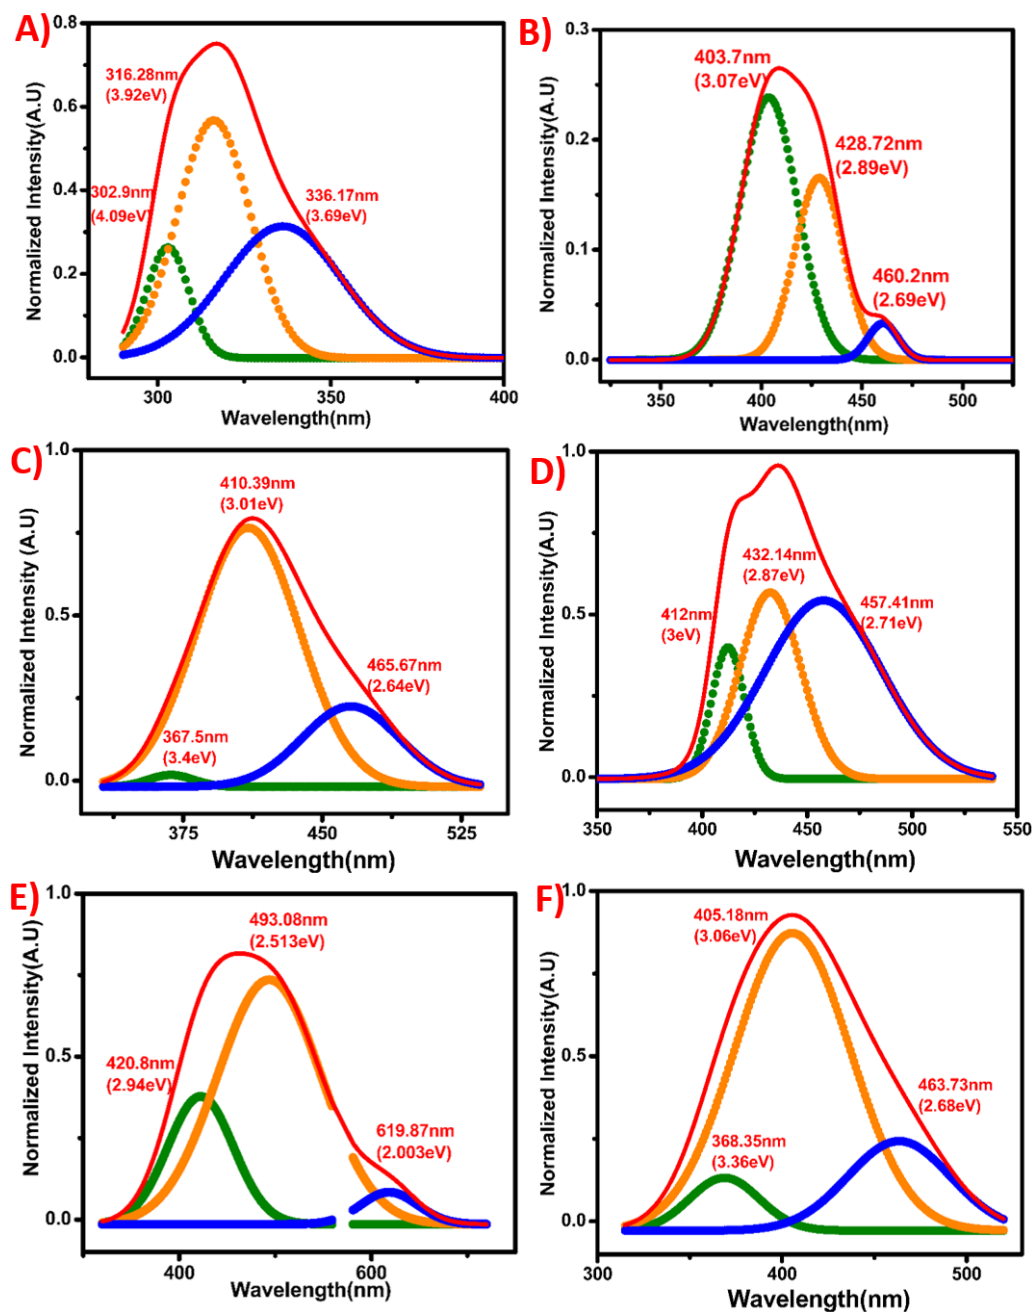 A)
0.8
0.6
0.4
0.2
0.0
Normalized Intensity(A.U)
316.28nm
(3.92eV)
302.9nm
(4.09eV)
336.17nm
(3.69eV)
300
350
400
Wavelength(nm)
B)
0.3
0.2
0.1
0.0
Normalized Intensity(A.U)
403.7nm
(3.07eV)
428.72nm
(2.89eV)
460.2nm
(2.69eV)
350
400
450
500
Wavelength(nm)
C)
1.0
0.5
0.0
Normalized Intensity (A.U)
410.39nm
(3.01eV)
465.67nm
(2.64eV)
367.5nm
(3.4eV)
375
450
525
Wavelength(nm)
D)
1.0
0.5
0.0
Normalized Intensity(A.U)
432.14nm
(2.87eV)
412nm
(3eV)
457.41nm
(2.71eV)
350
400
450
500
550
Wavelength(nm)
E)
1.0
0.5
0.0
Normalized Intensity(A.U)
493.08nm
(2.513eV)
420.8nm
(2.94eV)
619.87nm
(2.003eV)
400
600
Wavelength(nm)
F)
1.0
0.5
0.0
Normalized Intensity(A.U)
405.18nm
(3.06eV)
463.73nm
(2.68eV)
368.35nm
(3.36eV)
300
400
500
Wavelength(nm)